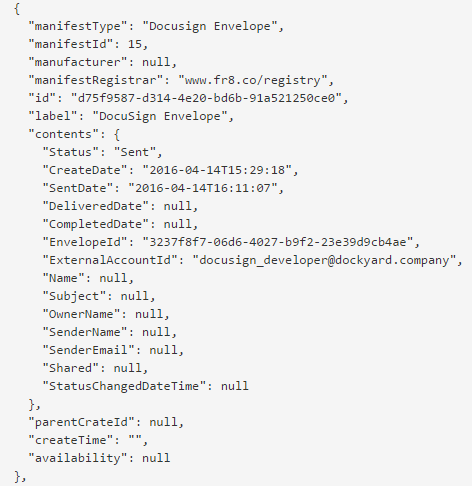 {
"manifestType": "Docusign Envelope",
"manifestId": 15,
"manufacturer": null,
"manifestRegistrar": "www.fr8.co/registry",
"id": "d75f9587-d314-4e20-bd6b-91a521250ce0",
"label": "DocuSign Envelope",
"contents": {
"Status": "Sent",
"CreateDate": "2016-04-14T15:29:18",
"SentDate": "2016-04-14T16:11:07",
"DeliveredDate": null,
"CompletedDate": null,
"EnvelopeId": "3237f8f7-06d6-4027-b9f2-23e39d9cb4ae",
"ExternalAccountId": "docusign_developer@dockyard.company",
"Name": null,
"Subject": null,
"OwnerName": null,
"SenderName": null,
"SenderEmail": null,
"Shared": null,
"StatusChangedDateTime": null
},
"parentCrateId": null,
"createTime": "",
"availability": null
},